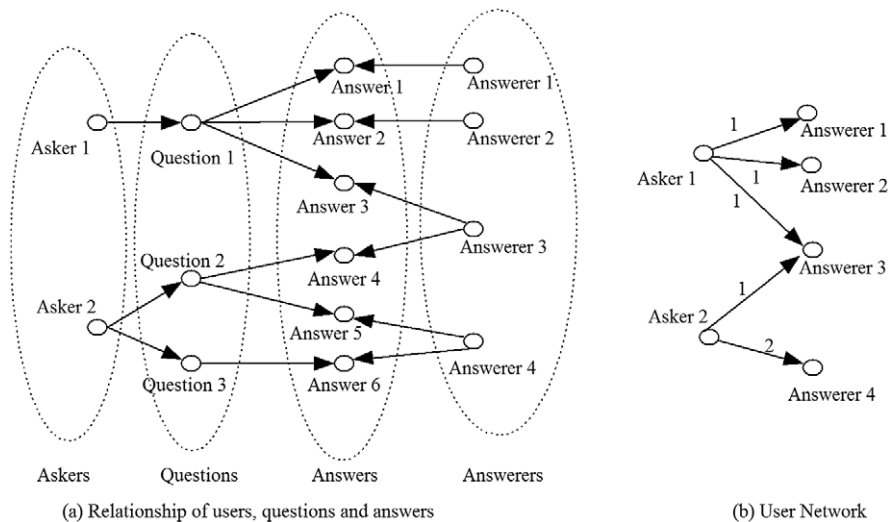 Answer 1
Answerer 1
Asker 1
Question 1
Answer 2
Answerer 2
Answer 3
Answerer 3
Question 2
Answer 4
Asker 2
Answer 5
Question 3
Answer 6
Answerer 4
Askers
Questions
Answers
Answerers
(a) Relationship of users, questions and answers
1
Answerer 1
Asker 1
1
Answerer 2
1
Answerer 3
1
Asker 2
2
Answerer 4
(b) User Network